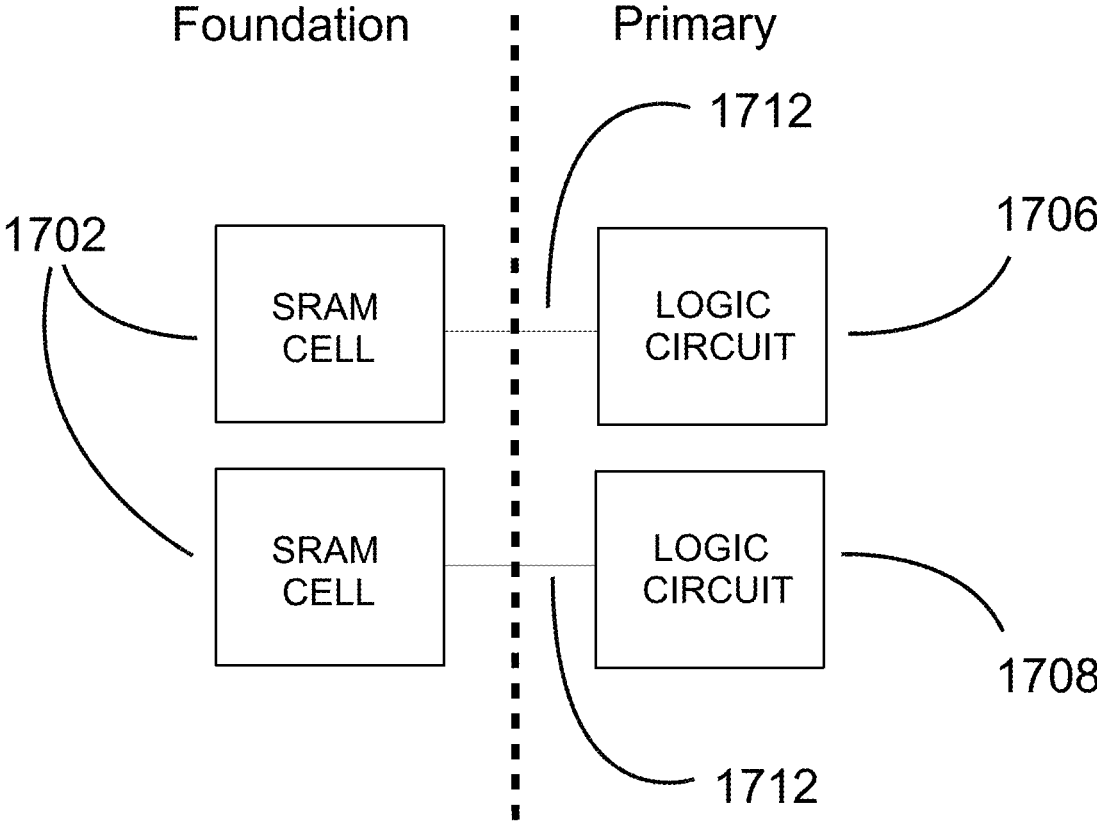 Foundation
Primary
1712
1702
1706
SRAM
CELL
LOGIC
CIRCUIT
SRAM
CELL
LOGIC
CIRCUIT
1708
1712